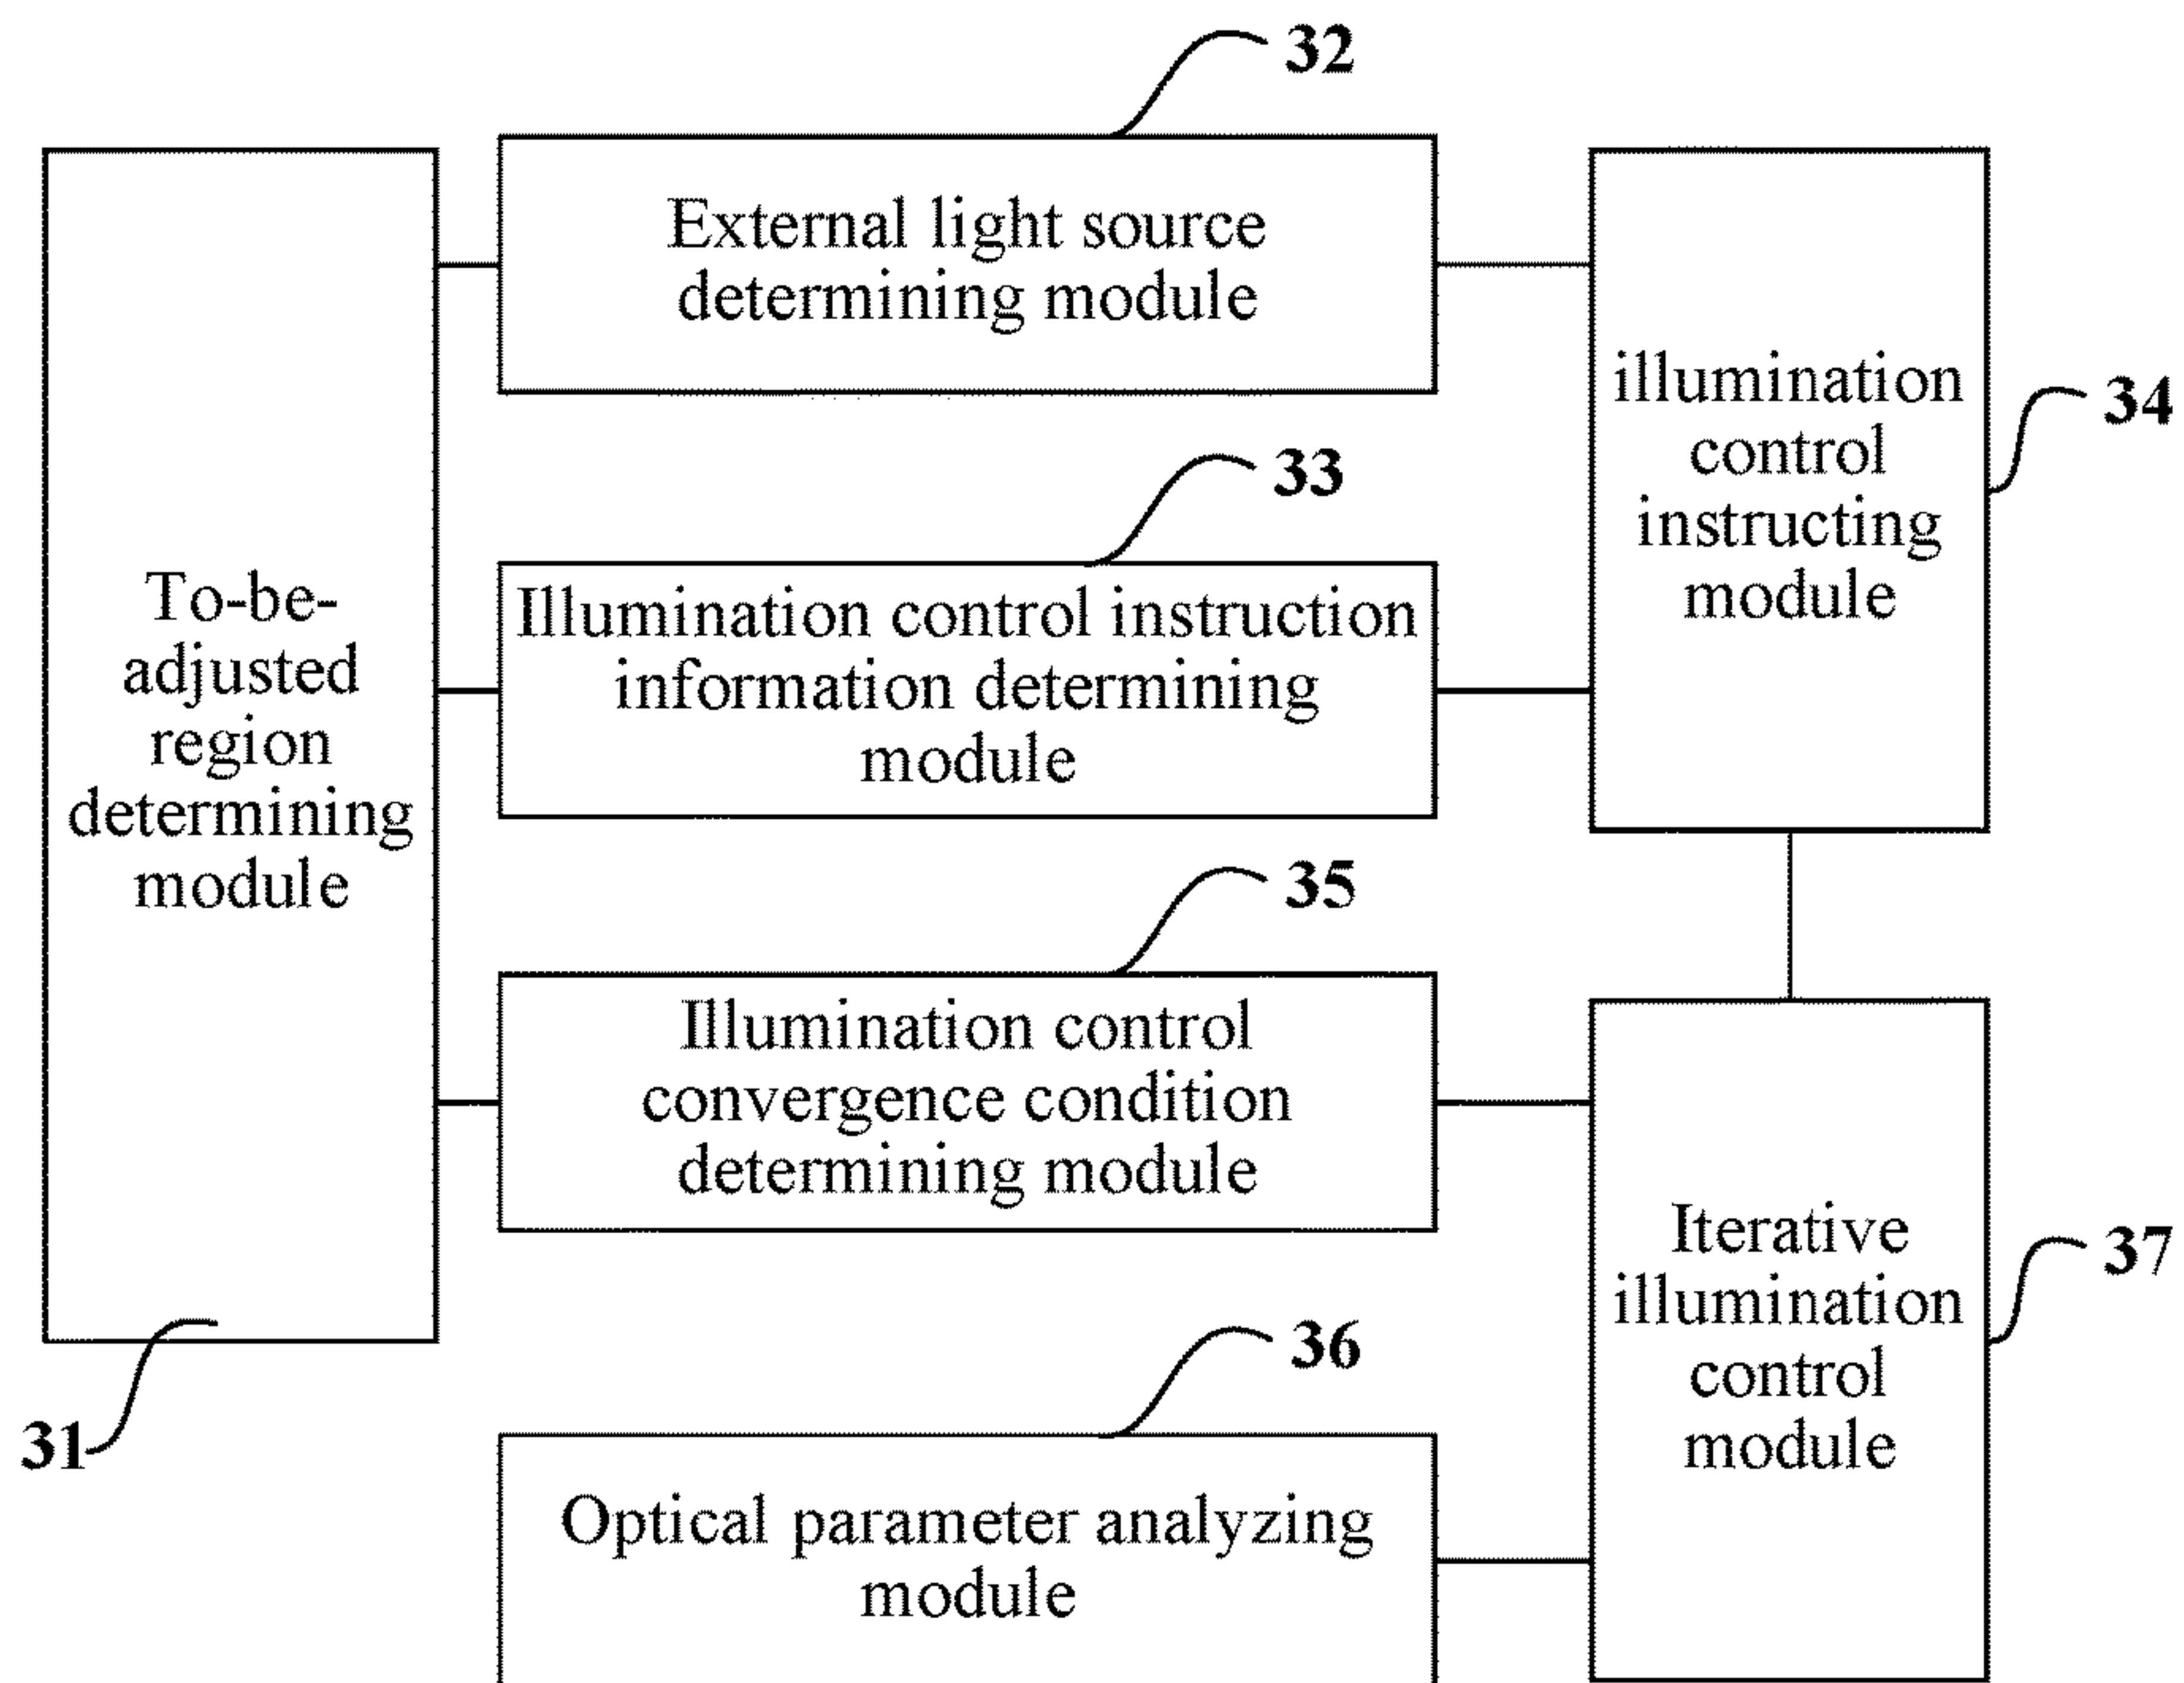 32
External light source
determining module
illumination
control
instructing
module
34
33
To-be-
adjusted
region
determining
module
Illumination control instruction
information determining
module
35
Illumination control
convergence condition
determining module
Iterative
illumination
control
module
37
36
31
Optical parameter analyzing
module